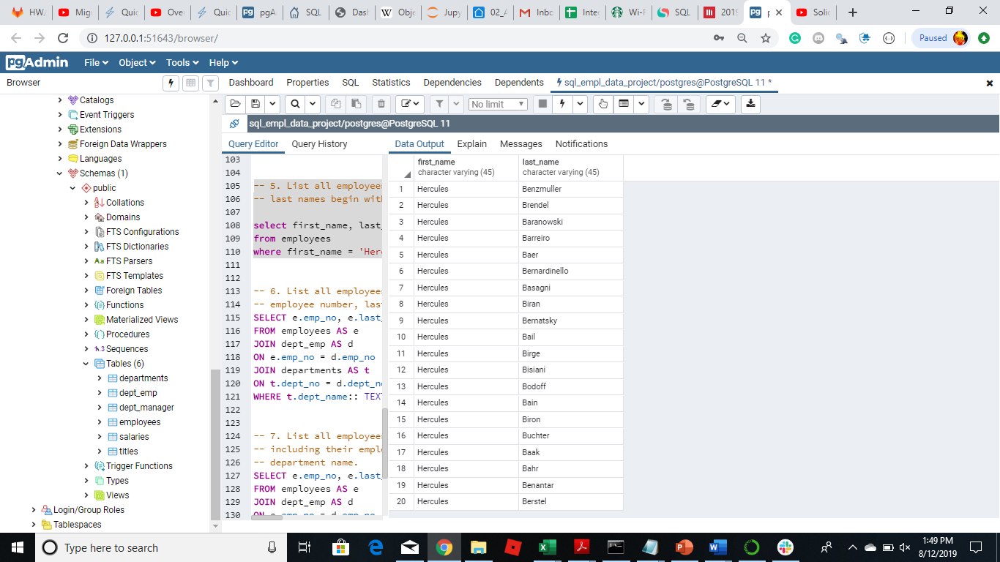 HW/
Mig
Quic
Ove
Quic
pgA
SQL
Dash
Obje
Jupy
02_A
Inbo
Inte
Wi-F
SQL
2019
p
Solic
127.0.0.1:51643/browser/
Paused
pgAdmin File Object Tools Help
Browser
Dashboard Properties SQL Statistics Dependencies Dependents sql_empl_data_project/postgres@PostgreSQL 11 *
No limit
sql_empl_data_project/postgres@PostgreSQL 11
Query Editor Query History
Data Output Explain Messages Notifications
Catalogs
Event Triggers
Extensions
Foreign Data Wrappers
Languages
Schemas (1)
public
Collations
Domains
FTS Configurations
FTS Dictionaries
Aa FTS Parsers
FTS Templates
Foreign Tables
Functions
Materialized Views
Procedures
1..3 Sequences
Tables (6)
departments
dept_emp
dept_manager
employees
salaries
titles
Trigger Functions
Types
Views
Login/Group Roles
Tablespaces
103
104
105 -- 5. List all employees
106 -- last names begin with
107
108 select first_name, last_
109 from employees
110 where first_name = 'Herc
111
112
113 -- 6. List all employees
114 -- employee number, las
115 SELECT e.emp_no, e.last_
116 FROM employees AS e
117 JOIN dept_emp AS d
118 ON e.emp_no = d.emp_no
119 JOIN departments AS t
120 ON t.dept_no = d.dept_no
121 WHERE t.dept_name:: TEXT
122
123
124 -- 7. List all employees
125 -- including their emplo
126 -- department name.
127 SELECT e.emp_no, e.last_
128 FROM employees AS e
129 JOIN dept_emp AS d
130 ON e.emp_no = d.emp_no
first_name last_name
character varying (45) character varying (45)
1 Hercules Benzmuller
2 Hercules Brendel
3 Hercules Baranowski
4 Hercules Barreiro
5 Hercules Baer
6 Hercules Bernardinello
7 Hercules Basagni
8 Hercules Biran
9 Hercules Bernatsky
10 Hercules Bail
11 Hercules Birge
12 Hercules Bisiani
13 Hercules Bodoff
14 Hercules Bain
15 Hercules Biron
16 Hercules Buchter
17 Hercules Baak
18 Hercules Bahr
19 Hercules Benantar
20 Hercules Berstel
Type here to search
1:49 PM
8/12/2019